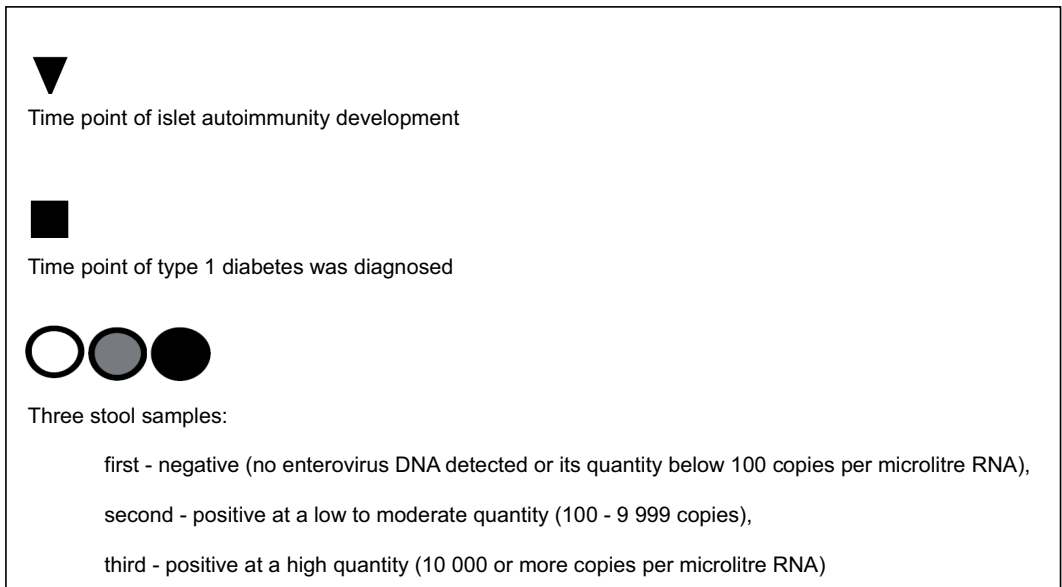 Time point of islet autoimmunity development
Time point of type 1 diabetes was diagnosed
Three stool samples:
first - negative (no enterovirus DNA detected or its quantity below 100 copies per microlitre RNA),
second - positive at a low to moderate quantity (100 - 9 999 copies),
third - positive at a high quantity (10 000 or more copies per microlitre RNA)